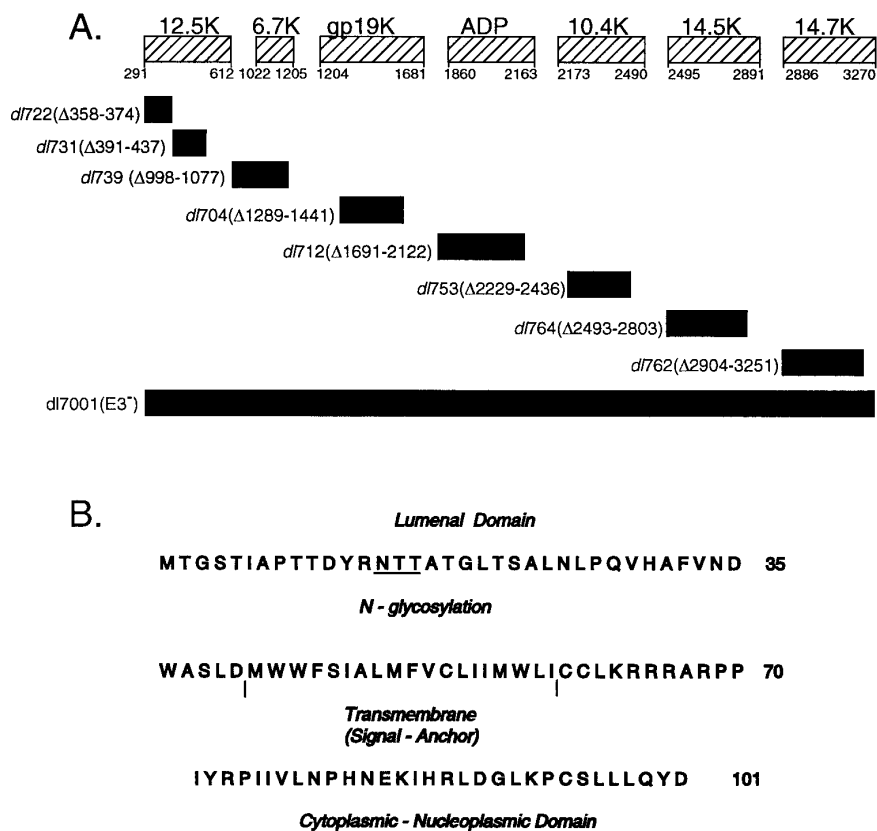 A.
12.5K 6.7K gp19K ADP 10.4K 14.5K 14.7K
291 612 1022 1205 1204 1681 1860 2163 2173 2490 2495 2891 2886 3270
dl722(Δ358-374)
dl731(Δ391-437)
dl739 (Δ998-1077)
dl704(Δ1289-1441)
dl712(Δ1691-2122)
dl753(Δ2229-2436)
dl764(Δ2493-2803)
dl762(Δ2904-3251)
dl7001(E3-)
B.
Lumenal Domain
MTGSTIAPTTDYRNTTATGLTSALNLPQVHAFVND 35
N - glycosylation
WASLDMWWFSIALMFVCLIIMWLICCLKRRRARPP 70
Transmembrane
(Signal - Anchor)
IYRPIIVLNPHNEKIHRLDGLKPCSLLLQYD 101
Cytoplasmic - Nucleoplasmic Domain